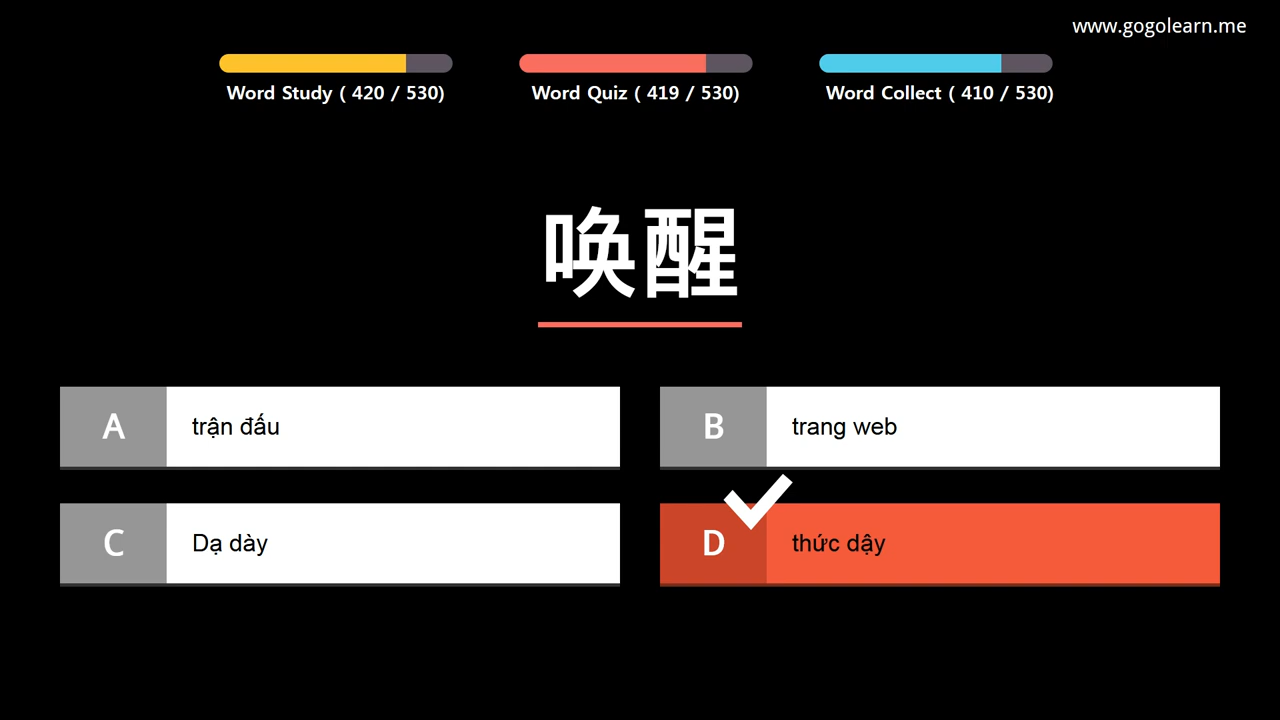 www.gogolearn.me
Word Study ( 420 / 530)
Word Quiz ( 419 / 530)
Word Collect ( 410 / 530)
唤醒
A trận đấu
B trang web
C Dạ dày
D thức dậy